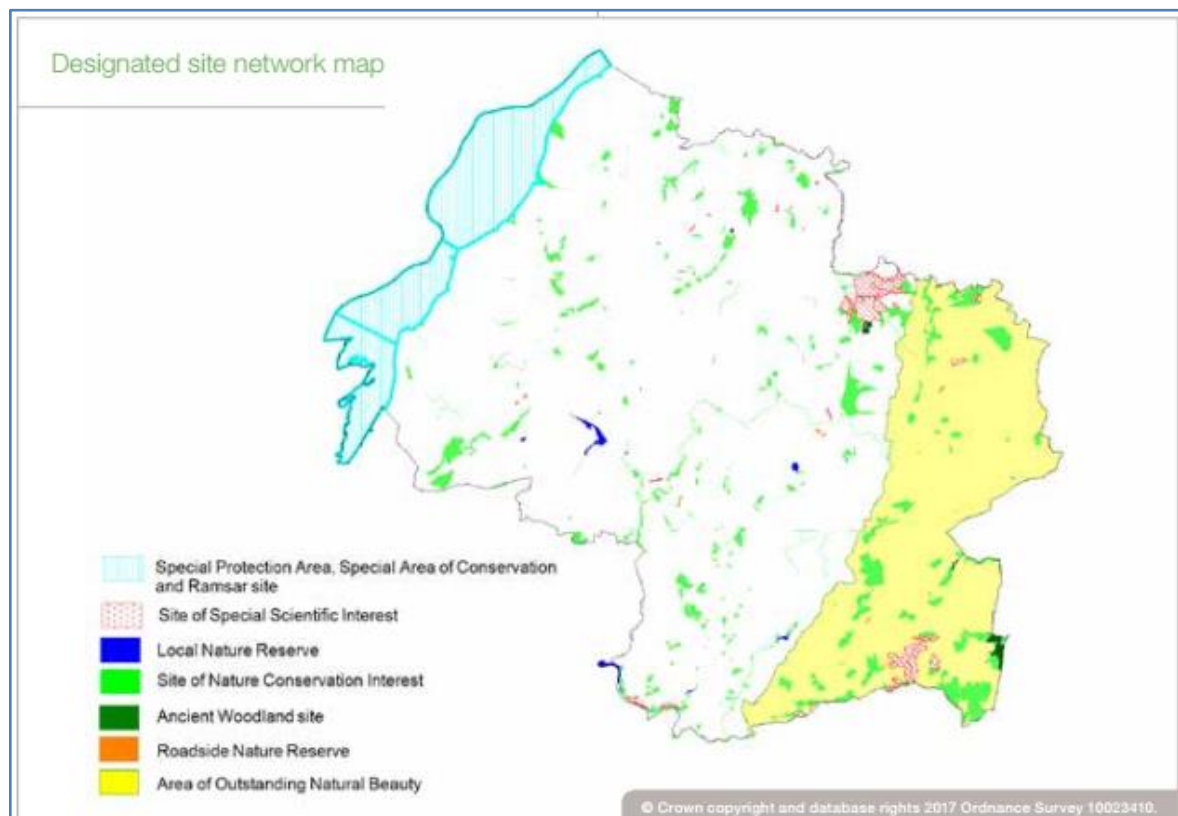 Designated site network map
Special Protection Area, Special Area of Conservation
and Ramsar site
Site of Special Scientific Interest
Local Nature Reserve
Site of Nature Conservation Interest
Ancient Woodland site
Roadside Nature Reserve
Area of Outstanding Natural Beauty
© Crown copyright and database rights 2017 Ordnance Survey 10023410.